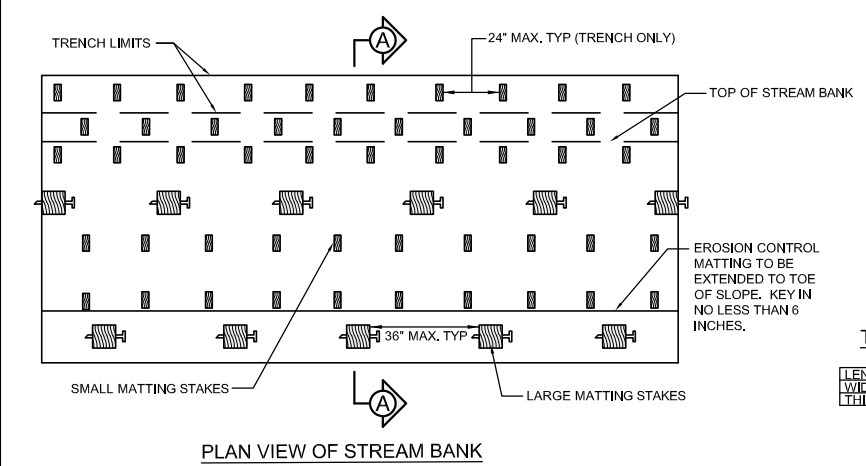 A
TRENCH LIMITS
24" MAX. TYP (TRENCH ONLY)
TOP OF STREAM BANK
EROSION CONTROL
MATTING TO BE
EXTENDED TO TOE
OF SLOPE. KEY IN
NO LESS THAN 6
INCHES.
36" MAX. TYP
SMALL MATTING STAKES
LARGE MATTING STAKES
A
PLAN VIEW OF STREAM BANK